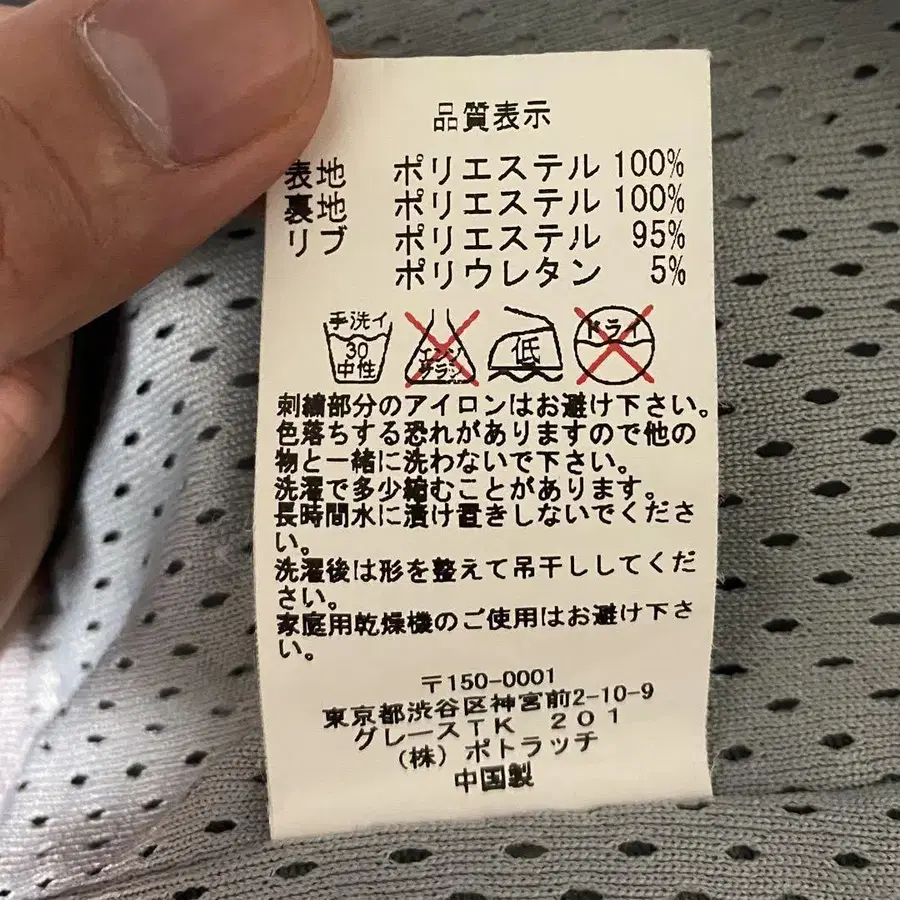 品質表示
表地 ポリエステル 100%
裏地 ポリエステル 100%
リブ ポリエステル 95%
ポリウレタン 5%
手洗イ 30 中性
エンソ サラシ
低
ドライ
刺繍部分のアイロンはお避け下さい。
色落ちする恐れがありますので他の
物と一緒に洗わないで下さい。
洗濯で多少縮むことがあります。
長時間水に漬け置きしないでくださ
い。
洗濯後は形を整えて吊干ししてくだ
さい。
家庭用乾燥機のご使用はお避け下さ
い。
〒150-0001
東京都渋谷区神宮前2-10-9
グレースTK 201
(株) ポトラッチ
中国製